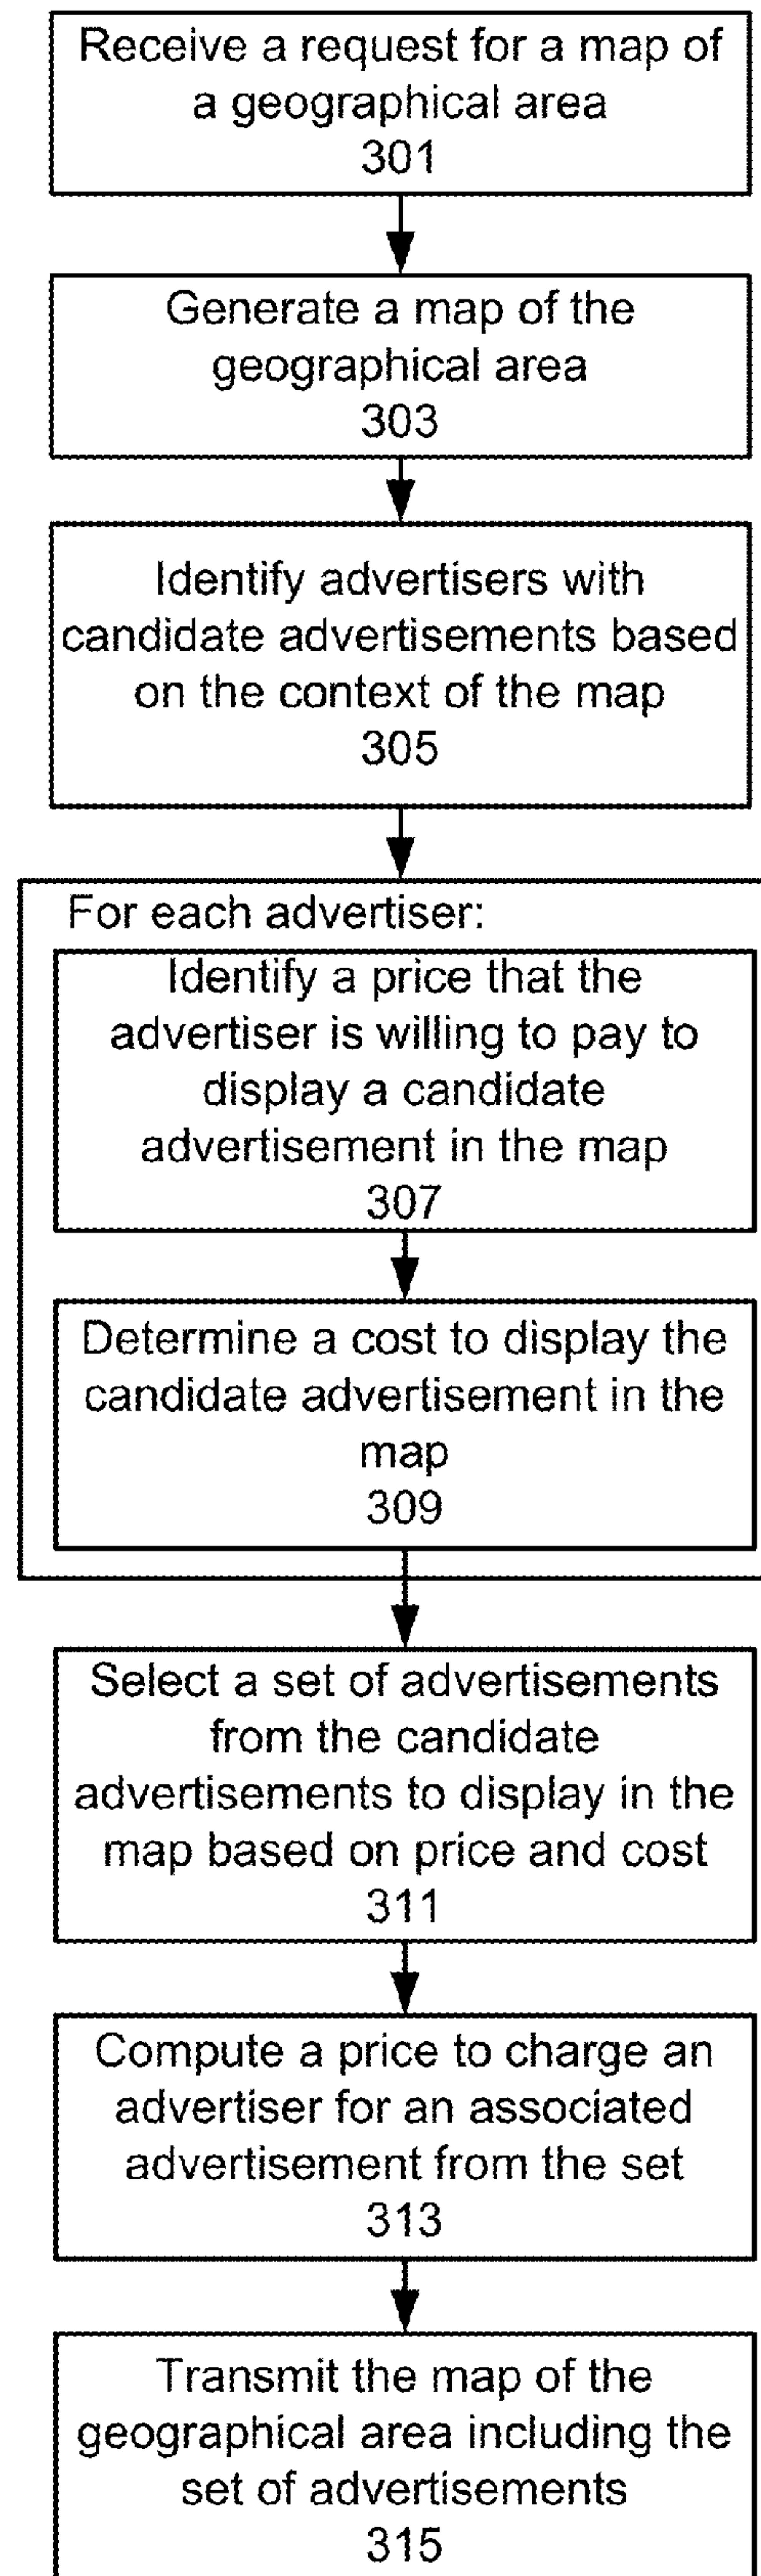 Receive a request for a map of
a geographical area
301
Generate a map of the
geographical area
303
Identify advertisers with
candidate advertisements based
on the context of the map
305
For each advertiser:
Identify a price that the
advertiser is willing to pay to
display a candidate
advertisement in the map
307
Determine a cost to display the
candidate advertisement in the
map
309
Select a set of advertisements
from the candidate
advertisements to display in the
map based on price and cost
311
Compute a price to charge an
advertiser for an associated
advertisement from the set
313
Transmit the map of the
geographical area including the
set of advertisements
315